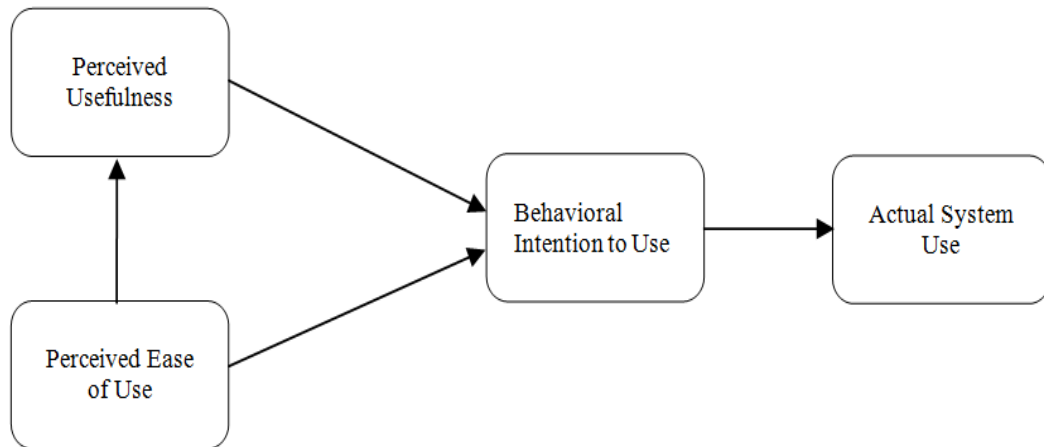 Perceived
Usefulness
Behavioral
Intention to Use
Actual System
Use
Perceived Ease
of Use